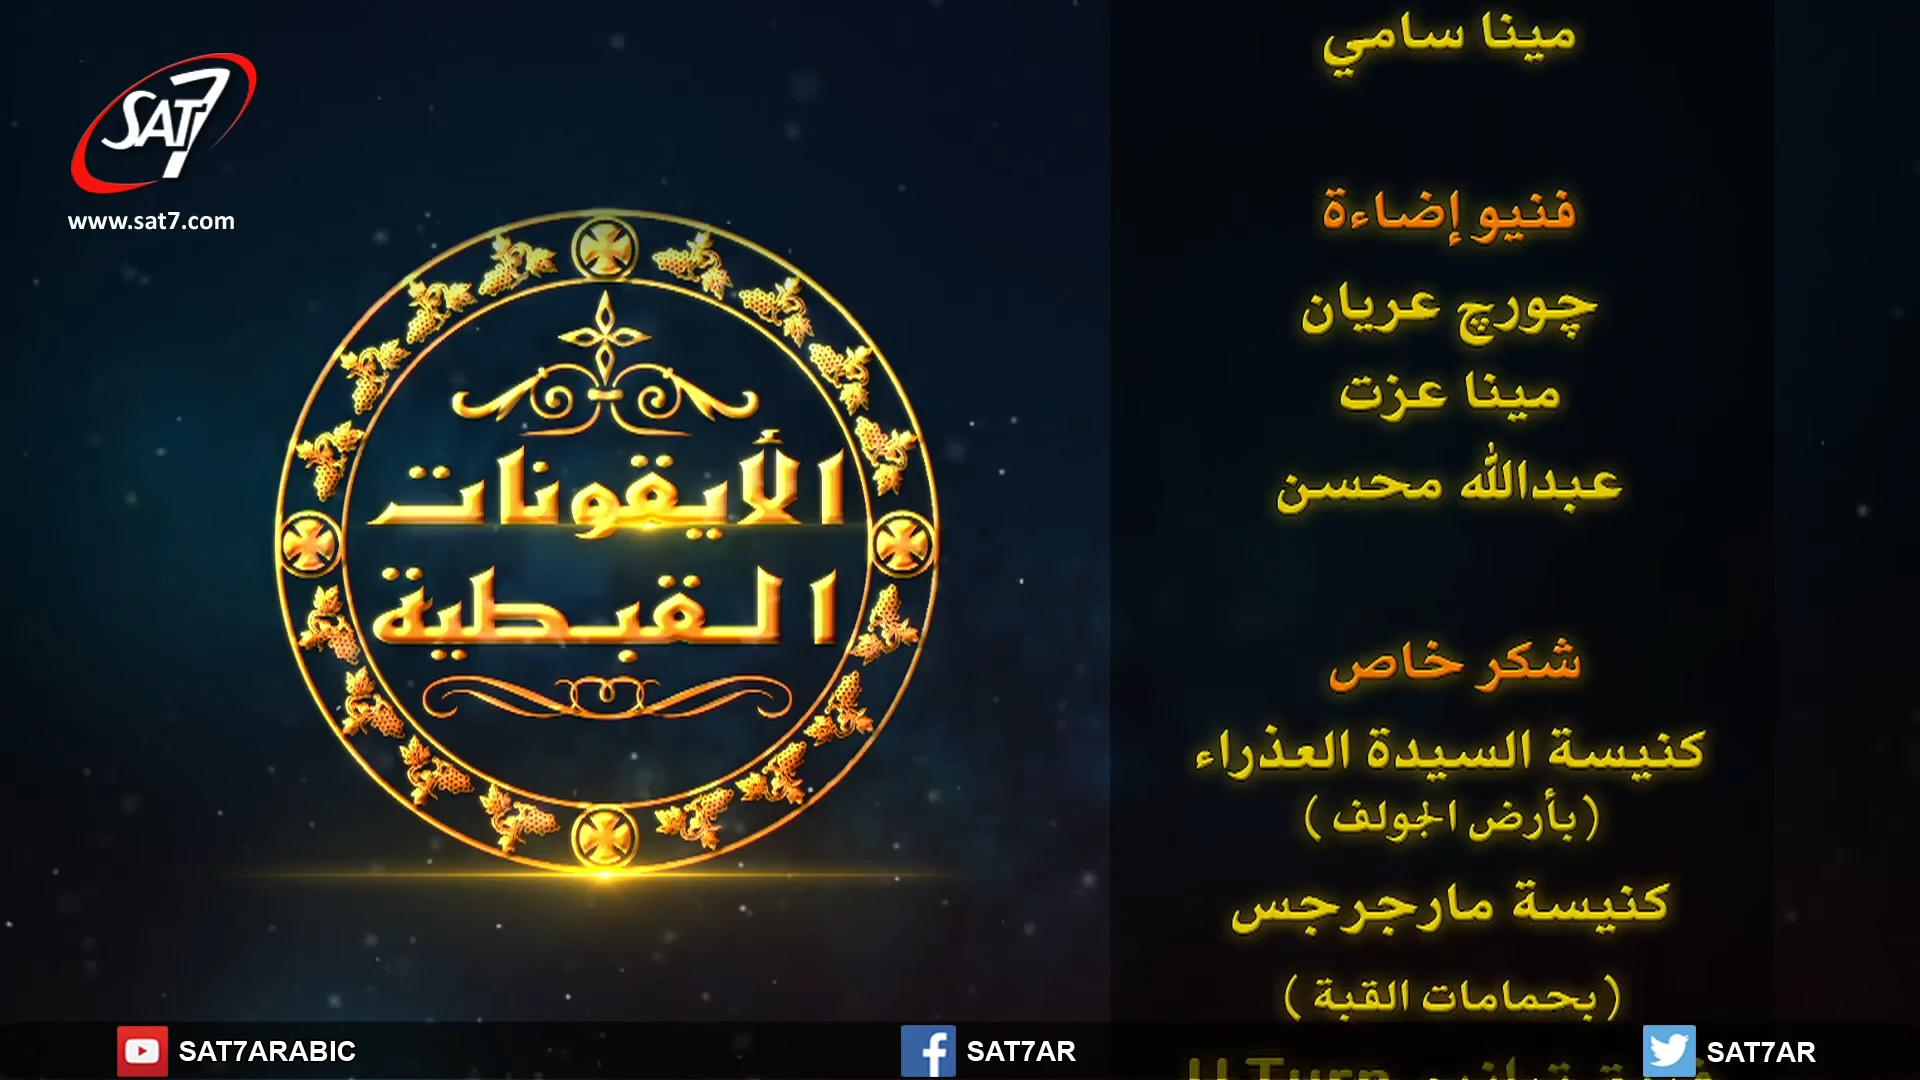 SAT7
www.sat7.com
الأيقونات
القبطية
مينا سامي
فنيو إضاءة
چورچ عريان
مينا عزت
عبدالله محسن
شكر خاص
كنيسة السيدة العذراء
( بأرض الجولف )
كنيسة مارجرجس
( بحمامات القبة )
U Turn
SAT7ARABIC
SAT7AR
SAT7AR